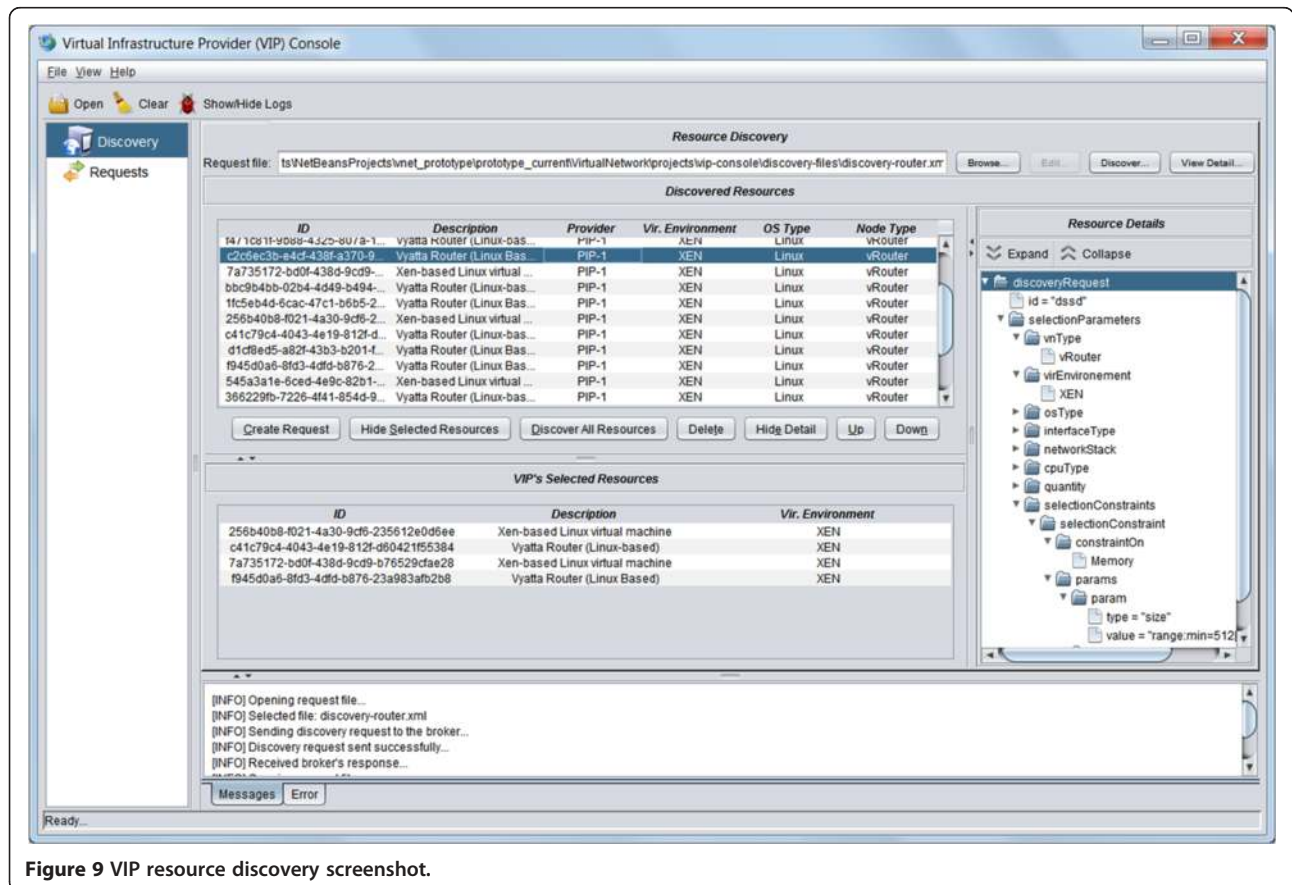 Virtual Infrastructure Provider (VIP) Console
File View Help
Open Clear Show/Hide Logs
Discovery
Requests
Resource Discovery
Request file: ts\NetBeansProjects\vnet_prototype\prototype_current\VirtualNetwork\projects\vip-console\discovery-files\discovery-router.xm Browse... Edit... Discover... View Detail...
Discovered Resources
ID Description Provider Vir. Environment OS Type Node Type
f471c81f-9b88-4325-807a-1... Vyatta Router (Linux-bas... PIP-1 XEN Linux vRouter
c2c6ec3b-e4cf-438f-a370-9... Vyatta Router (Linux Bas... PIP-1 XEN Linux vRouter
7a735172-bd0f-438d-9cd9-... Xen-based Linux virtual ... PIP-1 XEN Linux vRouter
bbc9b4bb-02b4-4d49-b494-... Vyatta Router (Linux-bas... PIP-1 XEN Linux vRouter
1fc5eb4d-6cac-47c1-b6b5-2... Vyatta Router (Linux Bas... PIP-1 XEN Linux vRouter
256b40b8-f021-4a30-9cf6-2... Xen-based Linux virtual ... PIP-1 XEN Linux vRouter
c41c79c4-4043-4e19-812f-d... Vyatta Router (Linux-bas... PIP-1 XEN Linux vRouter
d1cf8ed5-a82f-43b3-b201-f... Vyatta Router (Linux Bas... PIP-1 XEN Linux vRouter
f945d0a6-8fd3-4dfd-b876-2... Vyatta Router (Linux Bas... PIP-1 XEN Linux vRouter
545a3a1e-6ced-4e9c-82b1-... Xen-based Linux virtual ... PIP-1 XEN Linux vRouter
366229fb-7226-4f41-854d-9... Vyatta Router (Linux-bas... PIP-1 XEN Linux vRouter
Create Request Hide Selected Resources Discover All Resources Delete Hide Detail Up Down
VIP's Selected Resources
ID Description Vir. Environment
256b40b8-f021-4a30-9cf6-235612e0d6ee Xen-based Linux virtual machine XEN
c41c79c4-4043-4e19-812f-d60421f55384 Vyatta Router (Linux-based) XEN
7a735172-bd0f-438d-9cd9-b76529cfae28 Xen-based Linux virtual machine XEN
f945d0a6-8fd3-4dfd-b876-23a983afb2b8 Vyatta Router (Linux Based) XEN
Resource Details
Expand Collapse
discoveryRequest
id = "dssd"
selectionParameters
vnType
vRouter
virEnvironement
XEN
osType
interfaceType
networkStack
cpuType
quantity
selectionConstraints
selectionConstraint
constraintOn
Memory
params
param
type = "size"
value = "range:min=512
[INFO] Opening request file...
[INFO] Selected file: discovery-router.xml
[INFO] Sending discovery request to the broker...
[INFO] Discovery request sent successfully...
[INFO] Received broker's response...
Messages Error
Ready...
Figure 9 VIP resource discovery screenshot.